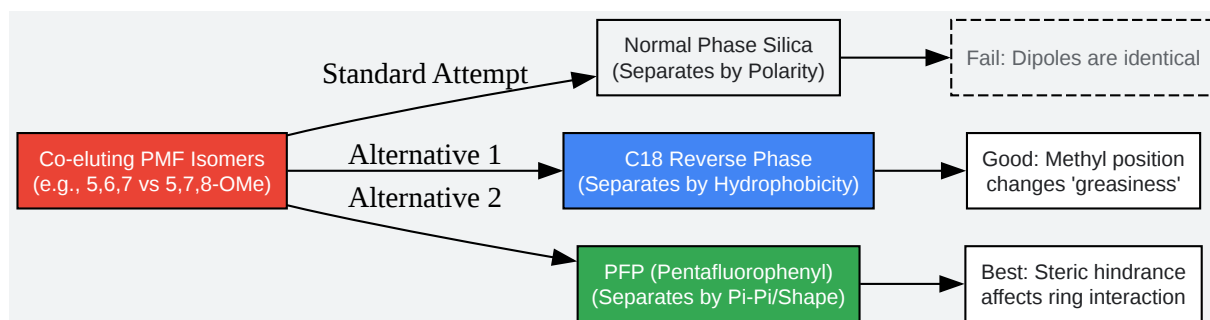 Normal Phase Silica
(Separates by Polarity)
Fail: Dipoles are identical
Standard Attempt
Co-eluting PMF Isomers
(e.g., 5,6,7 vs 5,7,8-OMe)
Alternative 1
C18 Reverse Phase
(Separates by Hydrophobicity)
Good: Methyl position
changes 'greasiness'
Alternative 2
PFP (Pentafluorophenyl)
(Separates by Pi-Pi/Shape)
Best: Steric hindrance
affects ring interaction